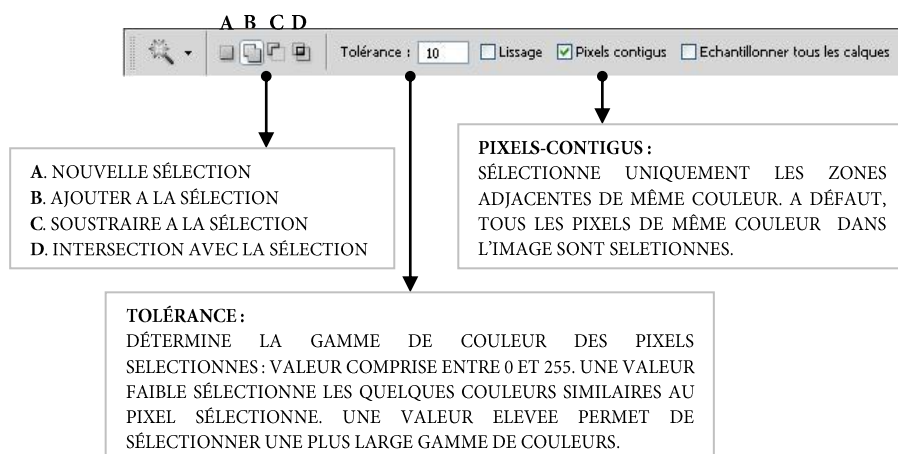 A B C D
Tolérance : 10 Lissage Pixels contigus Echantillonner tous les calques
A. NOUVELLE SÉLECTION
B. AJOUTER A LA SÉLECTION
C. SOUSTRAIRE A LA SÉLECTION
D. INTERSECTION AVEC LA SÉLECTION
PIXELS-CONTIGUS :
SÉLECTIONNE UNIQUEMENT LES ZONES
ADJACENTES DE MÊME COULEUR. A DÉFAUT,
TOUS LES PIXELS DE MÊME COULEUR DANS
L'IMAGE SONT SELETIONNES.
TOLÉRANCE :
DÉTERMINE LA GAMME DE COULEUR DES PIXELS
SELECTIONNES : VALEUR COMPRISE ENTRE 0 ET 255. UNE VALEUR
FAIBLE SÉLECTIONNE LES QUELQUES COULEURS SIMILAIRES AU
PIXEL SÉLECTIONNE. UNE VALEUR ELEVEE PERMET DE
SÉLECTIONNER UNE PLUS LARGE GAMME DE COULEURS.